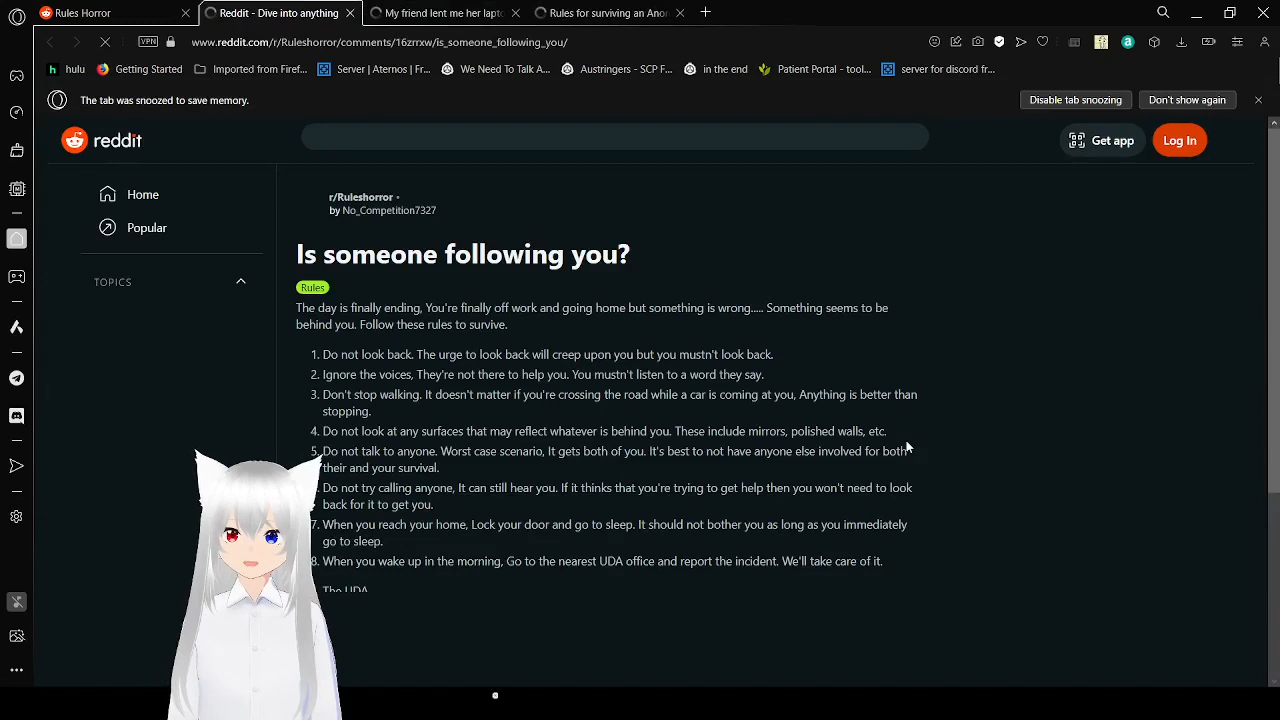 Rules Horror
Reddit - Dive into anything
My friend lent me her lapto
Rules for surviving an Anor
VPN
www.reddit.com/r/Ruleshorror/comments/16zrrxw/is_someone_following_you/
hulu
Getting Started
Imported from Firef...
Server | Aternos | Fr...
We Need To Talk A...
Austringers - SCP F...
in the end
Patient Portal - tool...
server for discord fr...
The tab was snoozed to save memory.
Disable tab snoozing
Don't show again
reddit
Get app
Log In
Home
Popular
TOPICS
r/Ruleshorror
by No_Competition7327
Is someone following you?
Rules
The day is finally ending, You're finally off work and going home but something is wrong..... Something seems to be
behind you. Follow these rules to survive.
1. Do not look back. The urge to look back will creep upon you but you mustn't look back.
2. Ignore the voices, They're not there to help you. You mustn't listen to a word they say.
3. Don't stop walking. It doesn't matter if you're crossing the road while a car is coming at you, Anything is better than
stopping.
4. Do not look at any surfaces that may reflect whatever is behind you. These include mirrors, polished walls, etc.
5. Do not talk to anyone. Worst case scenario, It gets both of you. It's best to not have anyone else involved for both
their and your survival.
Do not try calling anyone, It can still hear you. If it thinks that you're trying to get help then you won't need to look
back for it to get you.
7. When you reach your home, Lock your door and go to sleep. It should not bother you as long as you immediately
go to sleep.
8. When you wake up in the morning, Go to the nearest UDA office and report the incident. We'll take care of it.
The UDA